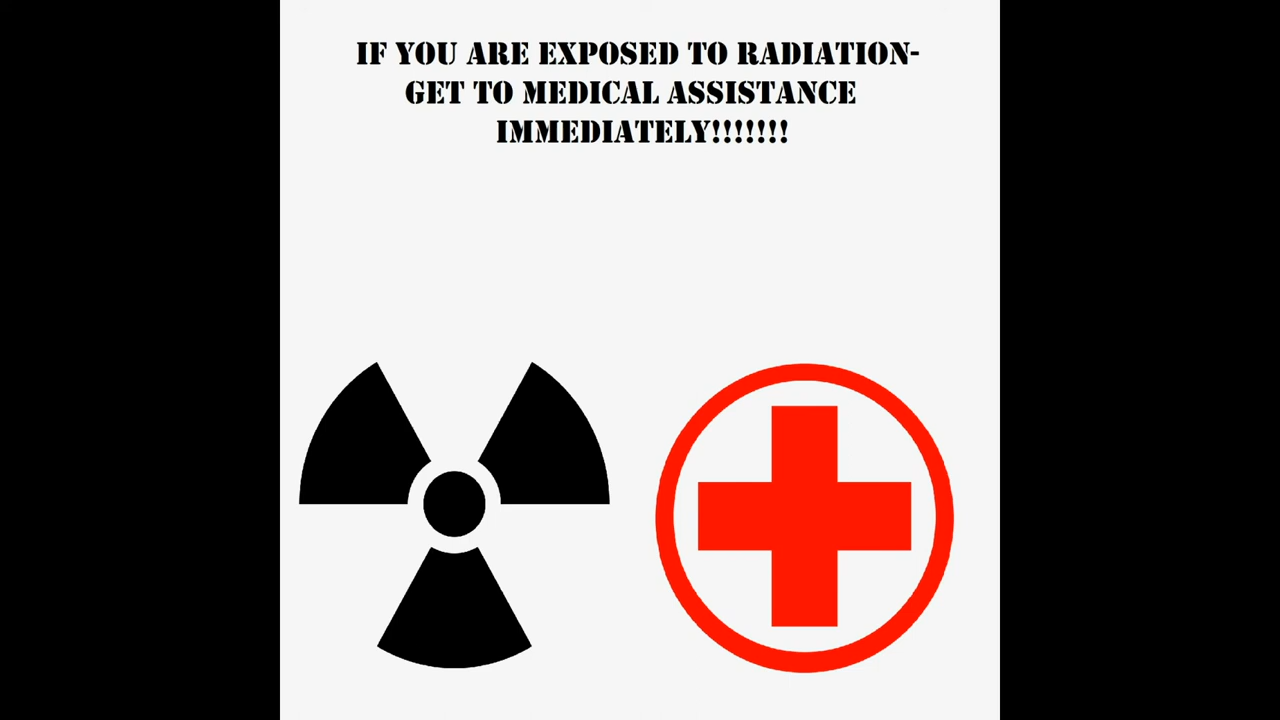 IF YOU ARE EXPOSED TO RADIATION-
GET TO MEDICAL ASSISTANCE
IMMEDIATELY!!!!!!!